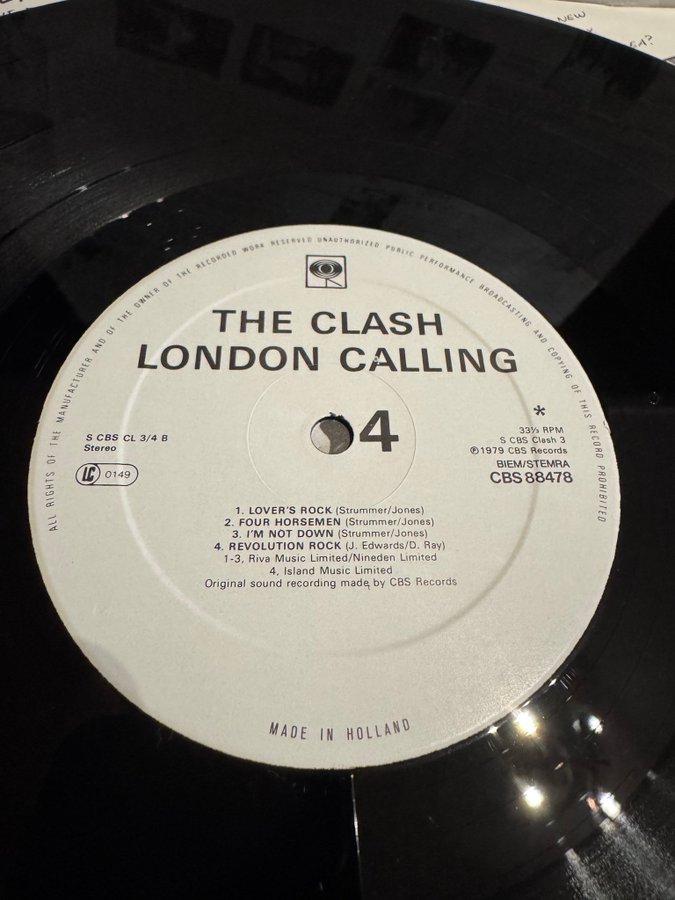 NEW
ALL RIGHTS OF THE MANUFACTURER AND OF THE OWNER OF THE RECORDED WORK RESERVED UNAUTHORIZED PUBLIC PERFORMANCE BROADCASTING AND COPYING OF THIS RECORD PROHIBITED
THE CLASH
LONDON CALLING
4
S CBS CL 3/4 B
Stereo
LC 0149
*
33⅓ RPM
S CBS Clash 3
Ⓟ 1979 CBS Records
BIEM/STEMRA
CBS 88478
1. LOVER'S ROCK (Strummer/Jones)
2. FOUR HORSEMEN (Strummer/Jones)
3. I'M NOT DOWN (Strummer/Jones)
4. REVOLUTION ROCK (J. Edwards/D. Ray)
1-3, Riva Music Limited/Nineden Limited
4, Island Music Limited
Original sound recording made by CBS Records
MADE IN HOLLAND